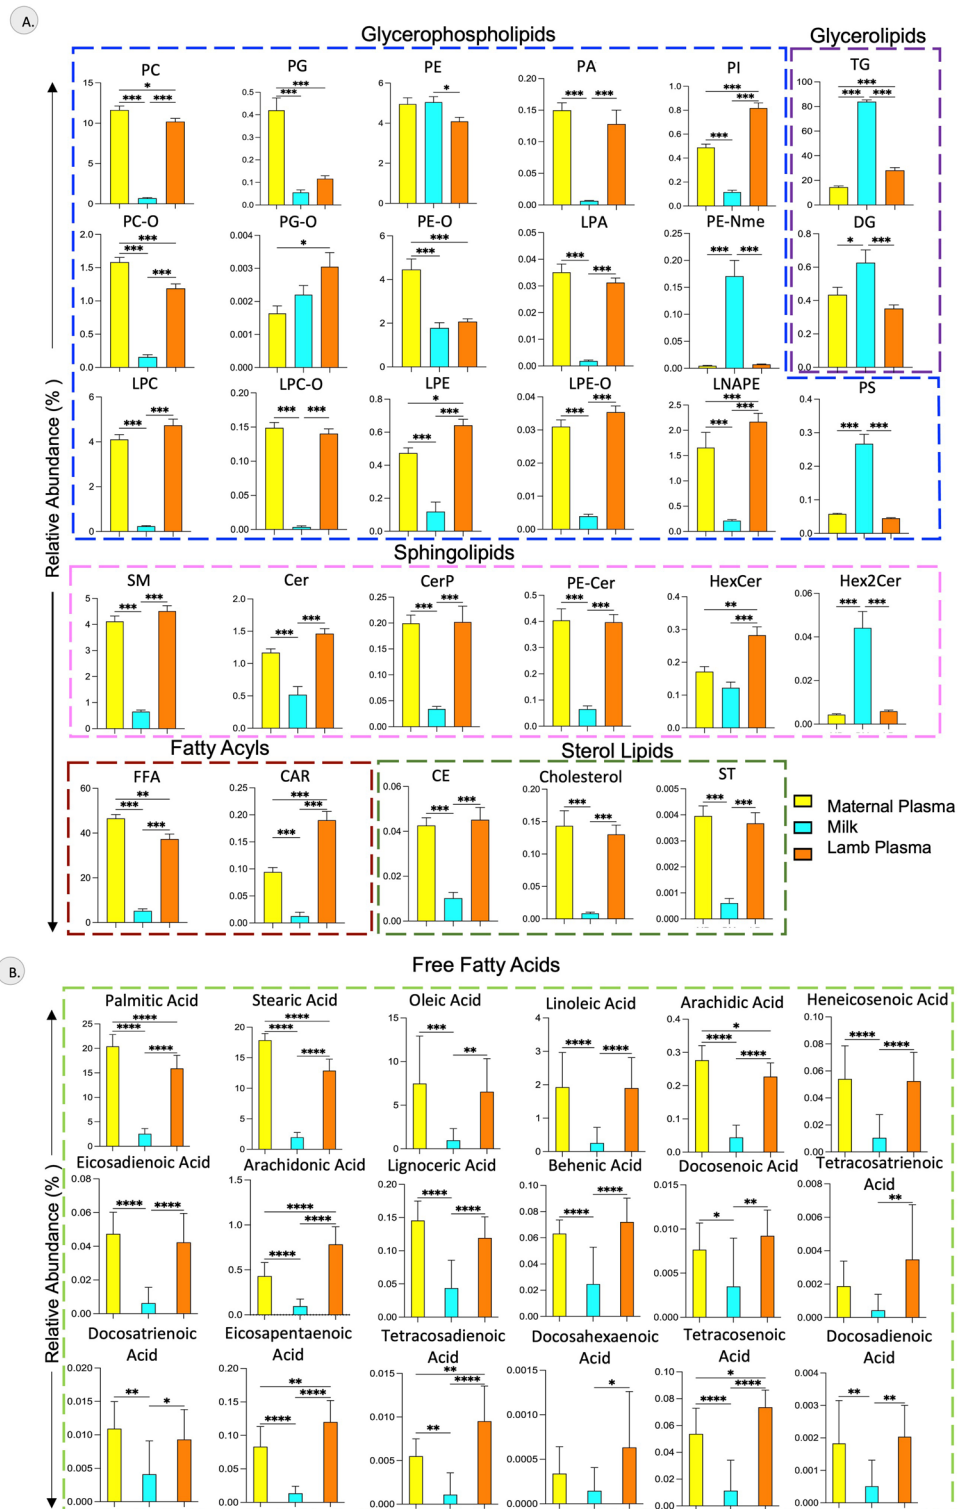 A.
Glycerophospholipids
Glycerolipids
PC
PG
PE
PA
PI
TG
PC-O
PG-O
PE-O
LPA
PE-Nme
DG
LPC
LPC-O
LPE
LPE-O
LNAPE
PS
Relative Abundance (% )
Sphingolipids
SM
Cer
CerP
PE-Cer
HexCer
Hex2Cer
Fatty Acyls
Sterol Lipids
FFA
CAR
CE
Cholesterol
ST
Maternal Plasma
Milk
Lamb Plasma
B.
Free Fatty Acids
Palmitic Acid
Stearic Acid
Oleic Acid
Linoleic Acid
Arachidic Acid
Heneicosenoic Acid
Eicosadienoic Acid
Arachidonic Acid
Lignoceric Acid
Behenic Acid
Docosenoic Acid
Tetracosatrienoic
Acid
Relative Abundance (% )
Docosatrienoic
Acid
Eicosapentaenoic
Acid
Tetracosadienoic
Acid
Docosahexaenoic
Acid
Tetracosenoic
Acid
Docosadienoic
Acid